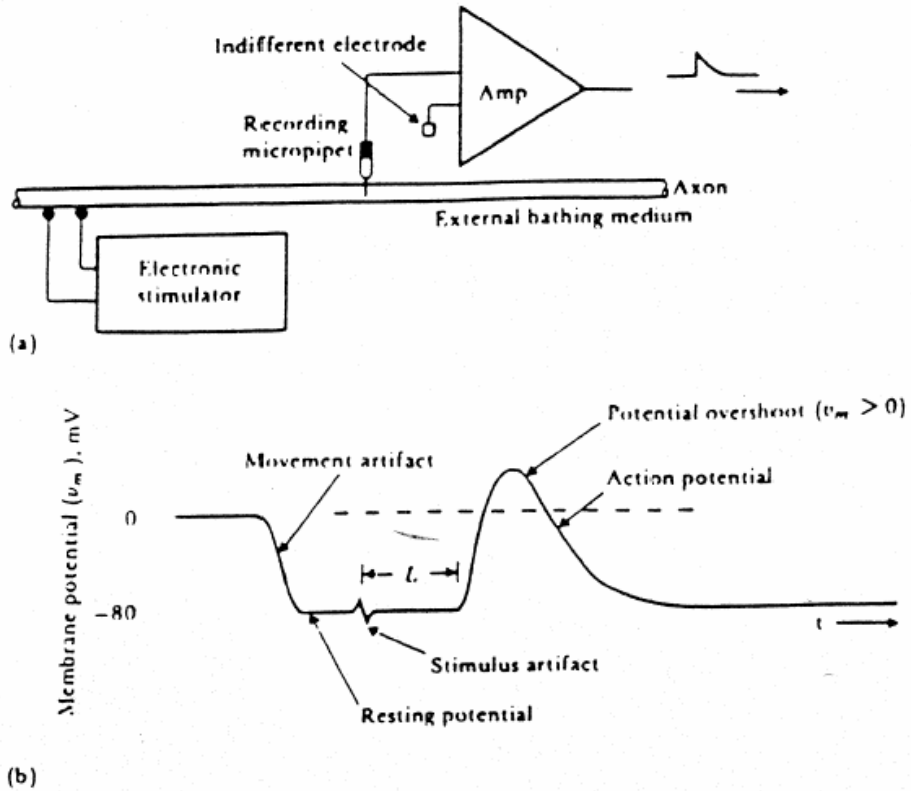 Indifferent electrode
Amp
Recording
micropipet
Axon
External bathing medium
Electronic
stimulator
(a)
Potential overshoot (vₘ > 0)
Movement artifact
Action potential
Membrane potential (vₘ), mV
0
L
−80
t
Stimulus artifact
Resting potential
(b)